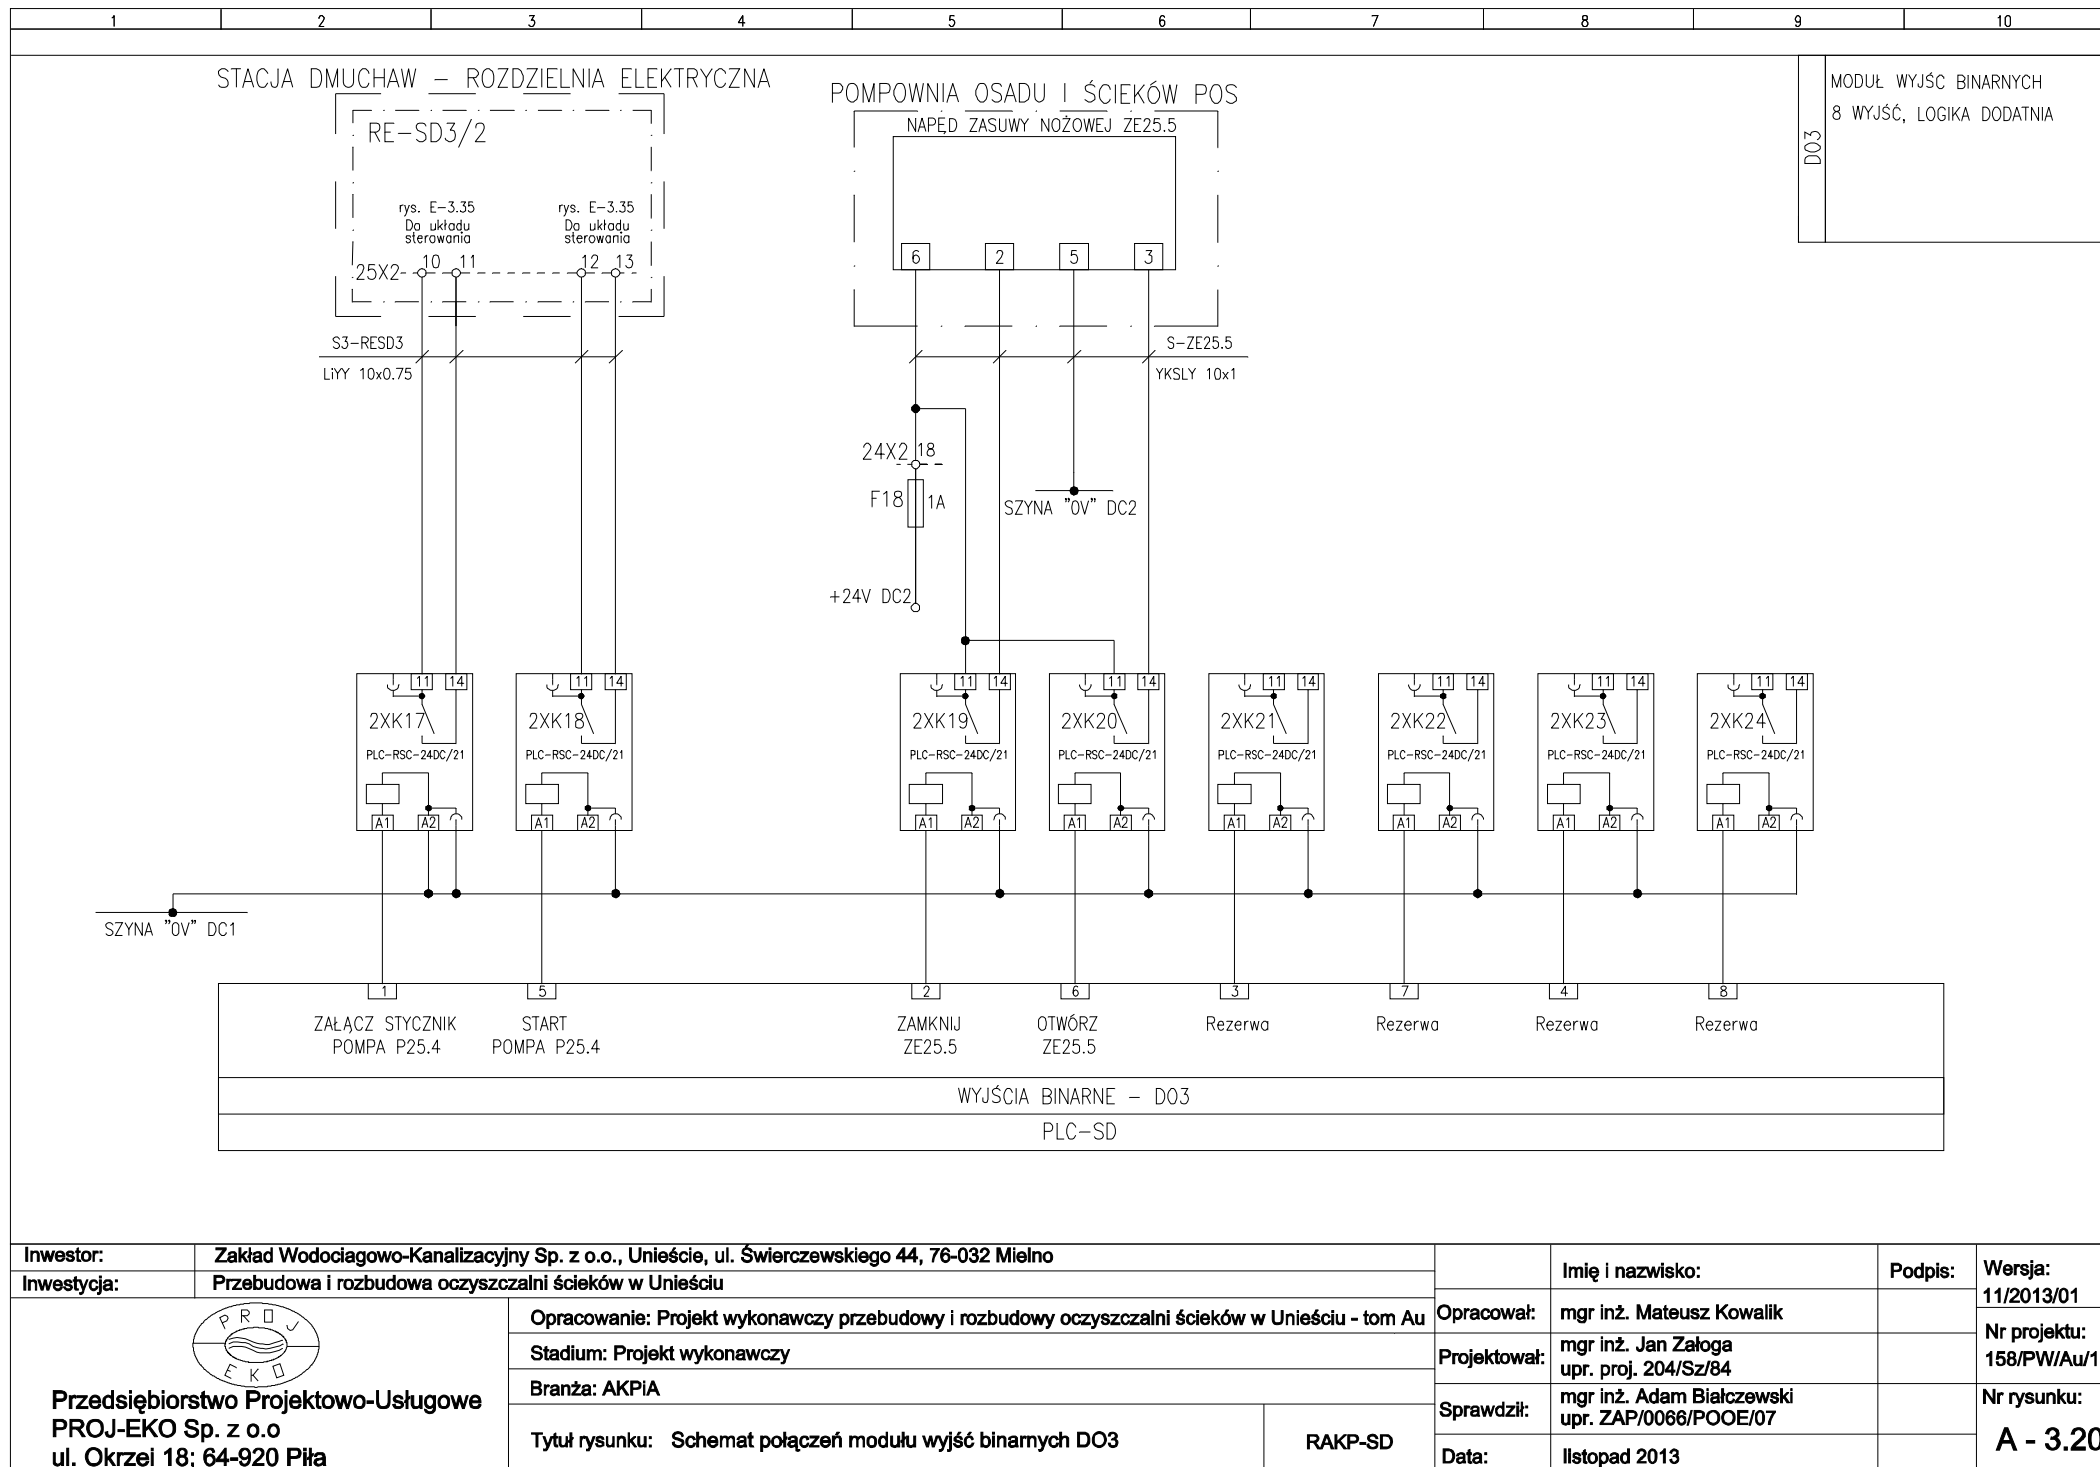 1 2 3 4 5 6 7 8 9 10
STACJA DMUCHAW – ROZDZIELNIA ELEKTRYCZNA
RE-SD3/2
rys. E-3.35 rys. E-3.35
Do układu Do układu
sterowania sterowania
25X2 10 11 12 13
S3-RESD3
LiYY 10x0.75
POMPOWNIA OSADU I ŚCIEKÓW POS
NAPĘD ZASUWY NOŻOWEJ ZE25.5
6 2 5 3
S-ZE25.5
YKSLY 10x1
24X2 18
F18 1A
SZYNA "0V" DC2
+24V DC2
MODUŁ WYJŚC BINARNYCH
8 WYJŚĆ, LOGIKA DODATNIA
DO3
11 14 11 14 11 14 11 14 11 14 11 14 11 14 11 14
2XK17 2XK18 2XK19 2XK20 2XK21 2XK22 2XK23 2XK24
PLC-RSC-24DC/21 PLC-RSC-24DC/21 PLC-RSC-24DC/21 PLC-RSC-24DC/21 PLC-RSC-24DC/21 PLC-RSC-24DC/21 PLC-RSC-24DC/21 PLC-RSC-24DC/21
A1 A2 A1 A2 A1 A2 A1 A2 A1 A2 A1 A2 A1 A2 A1 A2
SZYNA "0V" DC1
1 5 2 6 3 7 4 8
ZAŁĄCZ STYCZNIK START ZAMKNIJ OTWÓRZ Rezerwa Rezerwa Rezerwa Rezerwa
POMPA P25.4 POMPA P25.4 ZE25.5 ZE25.5
WYJŚCIA BINARNE – DO3
PLC-SD
Inwestor: Zakład Wodociagowo-Kanalizacyjny Sp. z o.o., Unieście, ul. Świerczewskiego 44, 76-032 Mielno
Inwestycja: Przebudowa i rozbudowa oczyszczalni ścieków w Unieściu
PROJ
EKO
Przedsiębiorstwo Projektowo-Usługowe
PROJ-EKO Sp. z o.o
ul. Okrzei 18; 64-920 Piła
Opracowanie: Projekt wykonawczy przebudowy i rozbudowy oczyszczalni ścieków w Unieściu - tom Au
Stadium: Projekt wykonawczy
Branża: AKPiA
Tytuł rysunku: Schemat połączeń modułu wyjść binarnych DO3
RAKP-SD
Imię i nazwisko: Podpis:
Opracował: mgr inż. Mateusz Kowalik
Projektował: mgr inż. Jan Załoga
upr. proj. 204/Sz/84
Sprawdził: mgr inż. Adam Białczewski
upr. ZAP/0066/POOE/07
Data: listopad 2013
Wersja:
11/2013/01
Nr projektu:
158/PW/Au/1
Nr rysunku:
A - 3.20